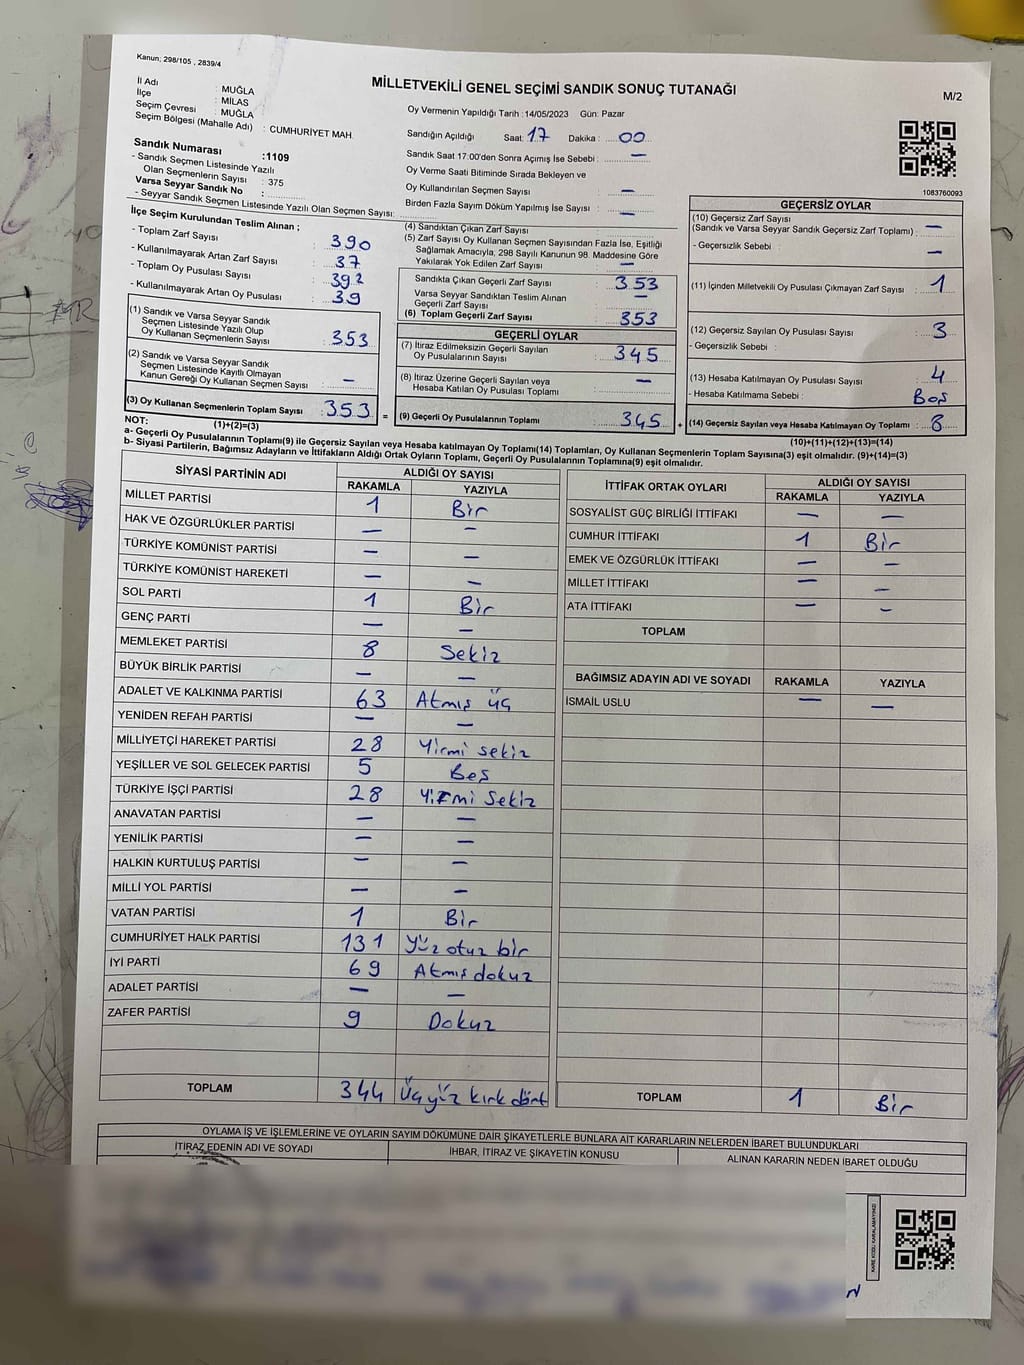 Kanun; 298/105 , 2839/4
MİLLETVEKİLİ GENEL SEÇİMİ SANDIK SONUÇ TUTANAĞI
M/2
İl Adı : MUĞLA
İlçe : MİLAS
Seçim Çevresi : MUĞLA
Seçim Bölgesi (Mahalle Adı) : CUMHURİYET MAH
Oy Vermenin Yapıldığı Tarih :14/05/2023 Gün: Pazar
Sandığın Açıldığı Saat: 17 Dakika : 00
Sandık Saat 17:00'den Sonra Açımış İse Sebebi : —
Oy Verme Saati Bitiminde Sırada Bekleyen ve
Oy Kullandırılan Seçmen Sayısı : —
Birden Fazla Sayım Döküm Yapılmış İse Sayısı : —
1083760093
Sandık Numarası :1109
- Sandık Seçmen Listesinde Yazılı
Olan Seçmenlerin Sayısı : 375
Varsa Seyyar Sandık No :
- Seyyar Sandık Seçmen Listesinde Yazılı Olan Seçmen Sayısı:
İlçe Seçim Kurulundan Teslim Alınan ;
- Toplam Zarf Sayısı : 390
- Kullanılmayarak Artan Zarf Sayısı : 37
- Toplam Oy Pusulası Sayısı : 392
- Kullanılmayarak Artan Oy Pusulası : 39
(1) Sandık ve Varsa Seyyar Sandık
Seçmen Listesinde Yazılı Olup
Oy Kullanan Seçmenlerin Sayısı : 353
(2) Sandık ve Varsa Seyyar Sandık
Seçmen Listesinde Kayıtlı Olmayan
Kanun Gereği Oy Kullanan Seçmen Sayısı : —
(3) Oy Kullanan Seçmenlerin Toplam Sayısı : 353 =
(1)+(2)=(3)
(4) Sandıktan Çıkan Zarf Sayısı :
(5) Zarf Sayısı Oy Kullanan Seçmen Sayısından Fazla İse, Eşitliği
Sağlamak Amacıyla, 298 Sayılı Kanunun 98. Maddesine Göre
Yakılarak Yok Edilen Zarf Sayısı : —
Sandıkta Çıkan Geçerli Zarf Sayısı : 353
Varsa Seyyar Sandıktan Teslim Alınan
Geçerli Zarf Sayısı : —
(6) Toplam Geçerli Zarf Sayısı : 353
GEÇERLİ OYLAR
(7) İtiraz Edilmeksizin Geçerli Sayılan
Oy Pusulalarının Sayısı : 345
(8) İtiraz Üzerine Geçerli Sayılan veya
Hesaba Katılan Oy Pusulası Toplamı : —
(9) Geçerli Oy Pusulalarının Toplamı : 345 +
GEÇERSİZ OYLAR
(10) Geçersiz Zarf Sayısı
(Sandık ve Varsa Seyyar Sandık Geçersiz Zarf Toplamı) : —
- Geçersizlik Sebebi : —
(11) İçinden Milletvekili Oy Pusulası Çıkmayan Zarf Sayısı : 1
(12) Geçersiz Sayılan Oy Pusulası Sayısı : 3
- Geçersizlik Sebebi :
(13) Hesaba Katılmayan Oy Pusulası Sayısı : 4
- Hesaba Katılmama Sebebi : Boş
(14) Geçersiz Sayılan veya Hesaba Katılmayan Oy Toplamı : 8
(10)+(11)+(12)+(13)=(14)
NOT:
a- Geçerli Oy Pusulalarının Toplamı(9) ile Geçersiz Sayılan veya Hesaba katılmayan Oy Toplamı(14) Toplamları, Oy Kullanan Seçmenlerin Toplam Sayısına(3) eşit olmalıdır. (9)+(14)=(3)
b- Siyasi Partilerin, Bağımsız Adayların ve İttifakların Aldığı Ortak Oyların Toplamı, Geçerli Oy Pusulalarının Toplamına(9) eşit olmalıdır.
SİYASİ PARTİNİN ADI ALDIĞI OY SAYISI
RAKAMLA YAZIYLA
MİLLET PARTİSİ 1 Bir
HAK VE ÖZGÜRLÜKLER PARTİSİ — —
TÜRKİYE KOMÜNİST PARTİSİ — —
TÜRKİYE KOMÜNİST HAREKETİ — —
SOL PARTİ 1 Bir
GENÇ PARTİ — —
MEMLEKET PARTİSİ 8 Sekiz
BÜYÜK BİRLİK PARTİSİ — —
ADALET VE KALKINMA PARTİSİ 63 Atmış üç
YENİDEN REFAH PARTİSİ — —
MİLLİYETÇİ HAREKET PARTİSİ 28 Yirmi sekiz
YEŞİLLER VE SOL GELECEK PARTİSİ 5 Beş
TÜRKİYE İŞÇİ PARTİSİ 28 Yirmi Sekiz
ANAVATAN PARTİSİ — —
YENİLİK PARTİSİ — —
HALKIN KURTULUŞ PARTİSİ — —
MİLLİ YOL PARTİSİ — —
VATAN PARTİSİ 1 Bir
CUMHURİYET HALK PARTİSİ 131 Yüz otuz bir
İYİ PARTİ 69 Atmış dokuz
ADALET PARTİSİ — —
ZAFER PARTİSİ 9 Dokuz
TOPLAM 344 Üçyüz kırk dört
İTTİFAK ORTAK OYLARI ALDIĞI OY SAYISI
RAKAMLA YAZIYLA
SOSYALİST GÜÇ BİRLİĞİ İTTİFAKI — —
CUMHUR İTTİFAKI 1 Bir
EMEK VE ÖZGÜRLÜK İTTİFAKI — —
MİLLET İTTİFAKI — —
ATA İTTİFAKI — —
TOPLAM
BAĞIMSIZ ADAYIN ADI VE SOYADI RAKAMLA YAZIYLA
İSMAİL USLU — —
TOPLAM 1 Bir
OYLAMA İŞ VE İŞLEMLERİNE VE OYLARIN SAYIM DÖKÜMÜNE DAİR ŞİKAYETLERLE BUNLARA AİT KARARLARIN NELERDEN İBARET BULUNDUKLARI
İTİRAZ EDENİN ADI VE SOYADI İHBAR, İTİRAZ VE ŞİKAYETİN KONUSU ALINAN KARARIN NEDEN İBARET OLDUĞU
KARE KODU KARALAMAYINIZ!